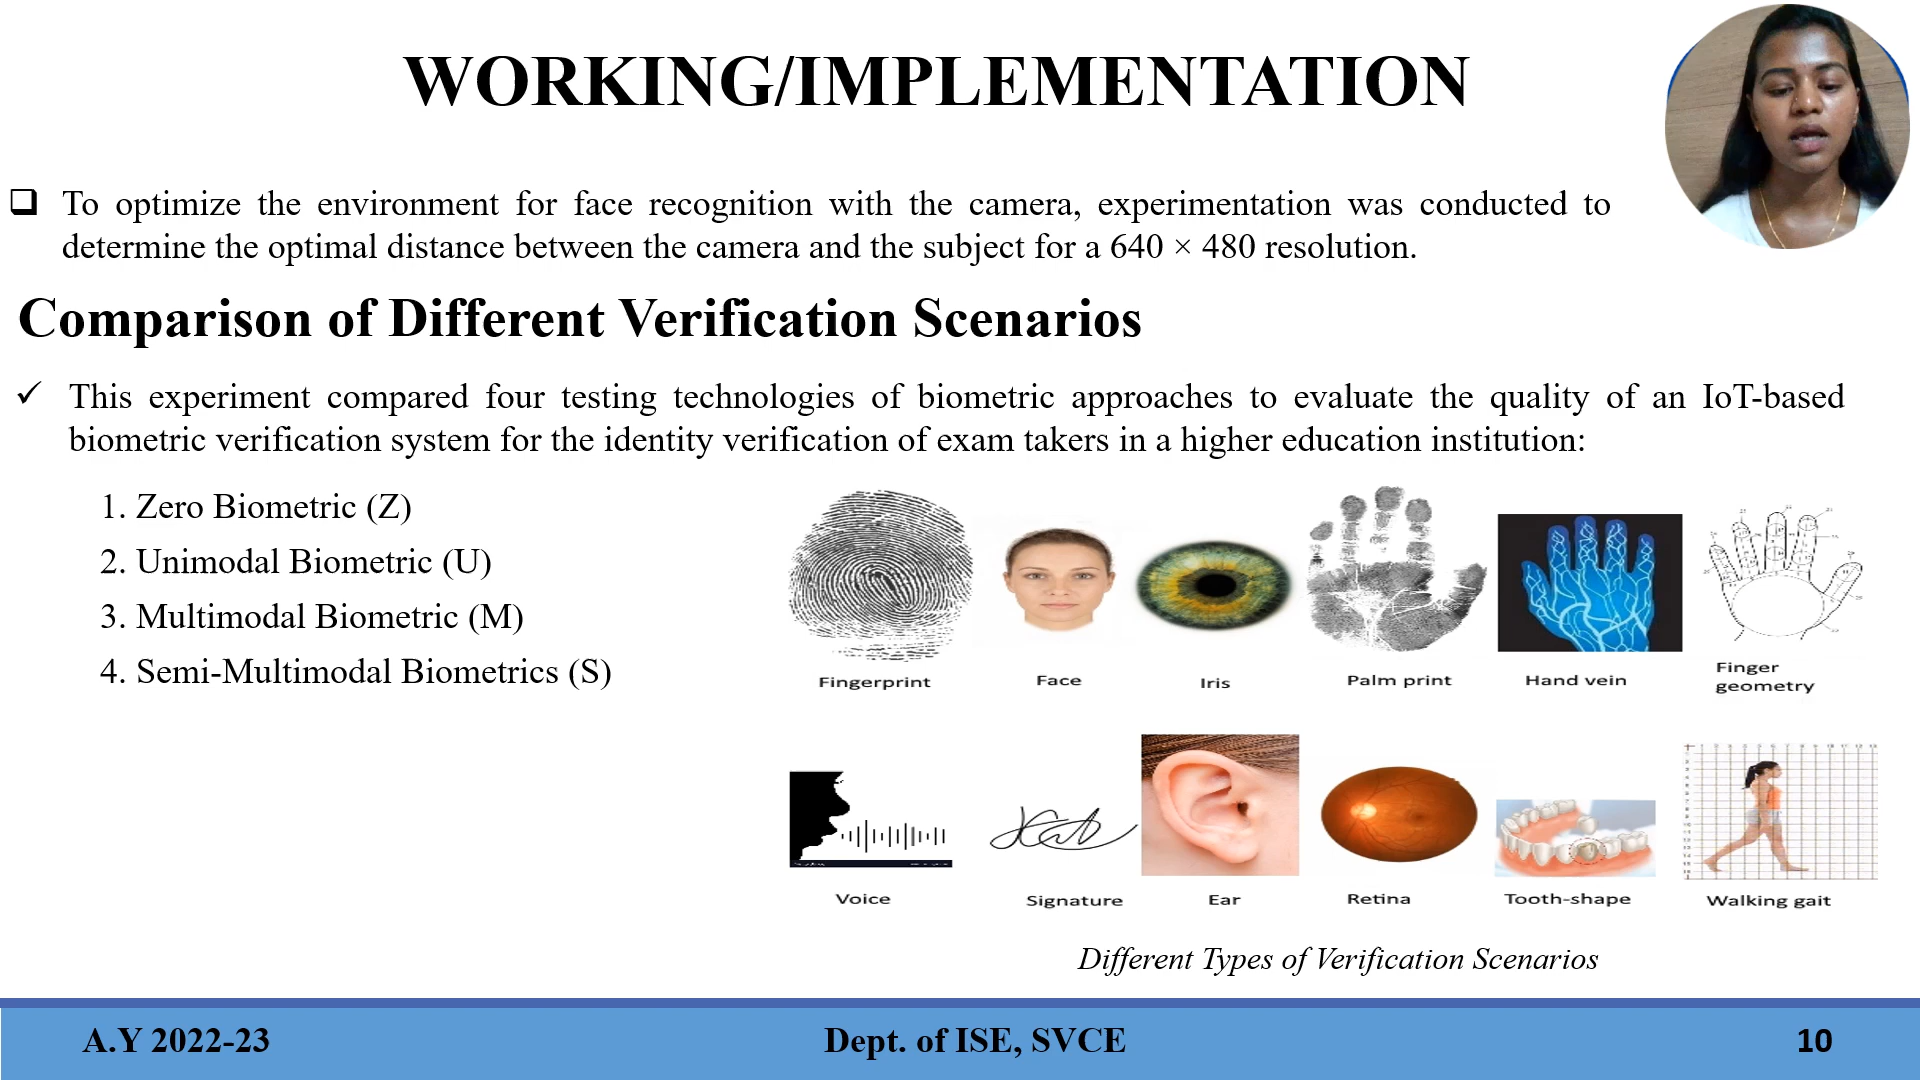 WORKING/IMPLEMENTATION
To optimize the environment for face recognition with the camera, experimentation was conducted to
determine the optimal distance between the camera and the subject for a 640 × 480 resolution.
Comparison of Different Verification Scenarios
This experiment compared four testing technologies of biometric approaches to evaluate the quality of an IoT-based
biometric verification system for the identity verification of exam takers in a higher education institution:
1. Zero Biometric (Z)
2. Unimodal Biometric (U)
3. Multimodal Biometric (M)
4. Semi-Multimodal Biometrics (S)
Fingerprint
Face
Iris
Palm print
Hand vein
Finger
geometry
Voice
Signature
Ear
Retina
Tooth-shape
Walking gait
Different Types of Verification Scenarios
A.Y 2022-23
Dept. of ISE, SVCE
10